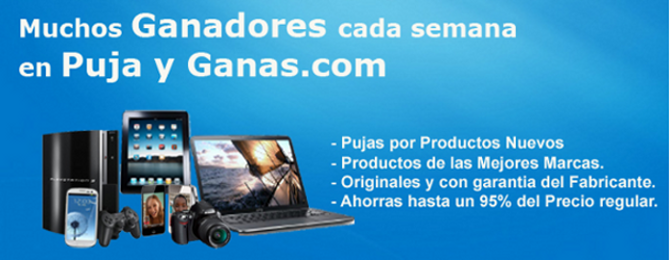 Muchos Ganadores cada semana
en Puja y Ganas.com
- Pujas por Productos Nuevos
- Productos de las Mejores Marcas.
- Originales y con garantia del Fabricante.
- Ahorras hasta un 95% del Precio regular.